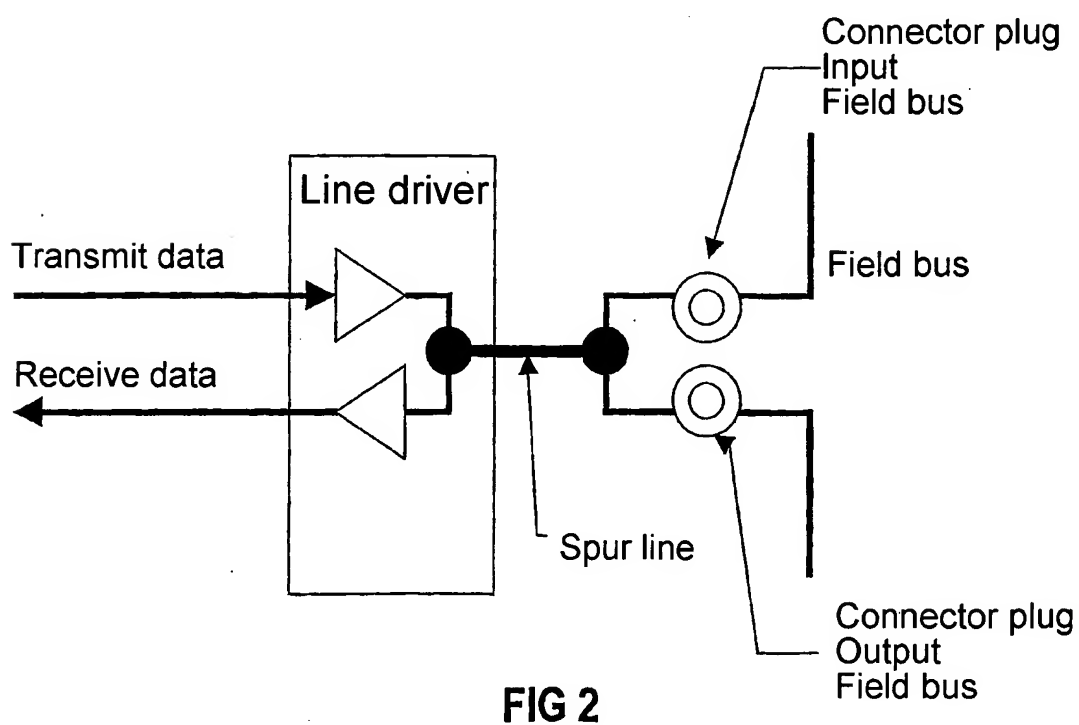 Connector plug
Input
Field bus
Line driver
Transmit data
Field bus
Receive data
Spur line
Connector plug
Output
Field bus
FIG 2